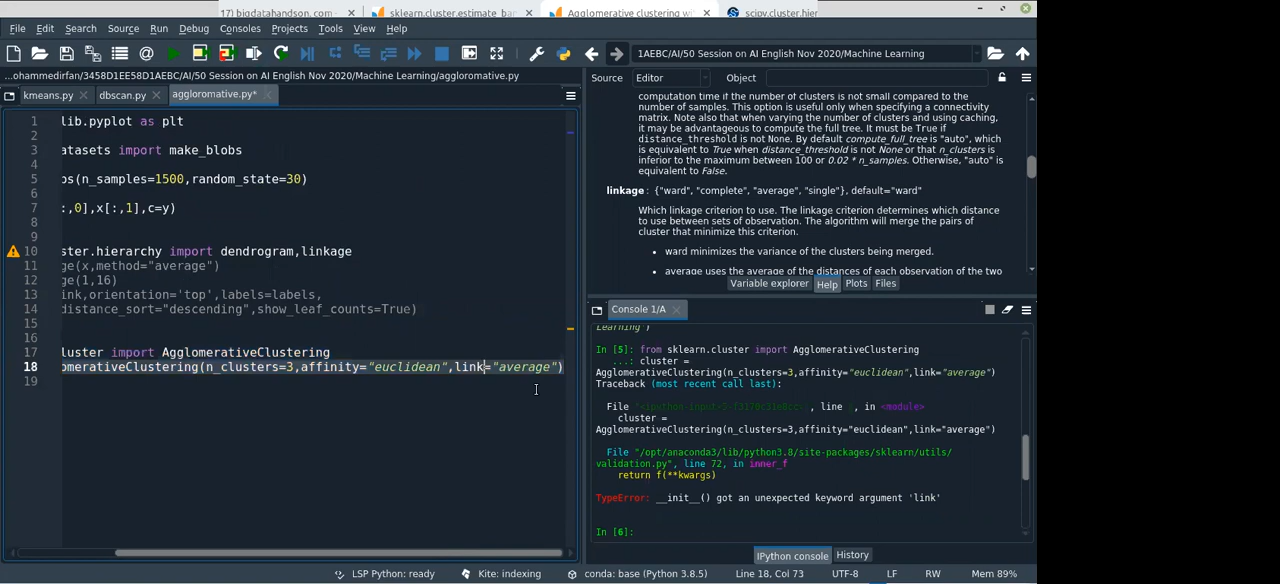 17) bigdatahandson.com -
sklearn.cluster.estimate_ban
Agglomerative clustering wi
scipy.cluster.hier
File Edit Search Source Run Debug Consoles Projects Tools View Help
1AEBC/AI/50 Session on AI English Nov 2020/Machine Learning
...ohammedirfan/3458D1EE58D1AEBC/AI/50 Session on AI English Nov 2020/Machine Learning/aggloromative.py
Source Editor Object
kmeans.py dbscan.py aggloromative.py*
1 lib.pyplot as plt
2
3 atasets import make_blobs
4
5 bs(n_samples=1500,random_state=30)
6
7 :,0],x[:,1],c=y)
8
9
10 ster.hierarchy import dendrogram,linkage
11 ge(x,method="average")
12 ge(1,16)
13 ink,orientation='top',labels=labels,
14 distance_sort="descending",show_leaf_counts=True)
15
16
17 luster import AgglomerativeClustering
18 omerativeClustering(n_clusters=3,affinity="euclidean",link="average")
19
computation time if the number of clusters is not small compared to the
number of samples. This option is useful only when specifying a connectivity
matrix. Note also that when varying the number of clusters and using caching,
it may be advantageous to compute the full tree. It must be True if
distance_threshold is not None. By default compute_full_tree is "auto", which
is equivalent to True when distance_threshold is not None or that n_clusters is
inferior to the maximum between 100 or 0.02 * n_samples. Otherwise, "auto" is
equivalent to False.
linkage : {"ward", "complete", "average", "single"}, default="ward"
Which linkage criterion to use. The linkage criterion determines which distance
to use between sets of observation. The algorithm will merge the pairs of
cluster that minimize this criterion.
• ward minimizes the variance of the clusters being merged.
• average uses the average of the distances of each observation of the two
Variable explorer Help Plots Files
Console 1/A
Learning')
In [5]: from sklearn.cluster import AgglomerativeClustering
...: cluster =
AgglomerativeClustering(n_clusters=3,affinity="euclidean",link="average")
Traceback (most recent call last):
File , line , in <module>
cluster =
AgglomerativeClustering(n_clusters=3,affinity="euclidean",link="average")
File "/opt/anaconda3/lib/python3.8/site-packages/sklearn/utils/
validation.py", line 72, in inner_f
return f(**kwargs)
TypeError: __init__() got an unexpected keyword argument 'link'
In [6]:
IPython console History
LSP Python: ready Kite: indexing conda: base (Python 3.8.5) Line 18, Col 73 UTF-8 LF RW Mem 89%